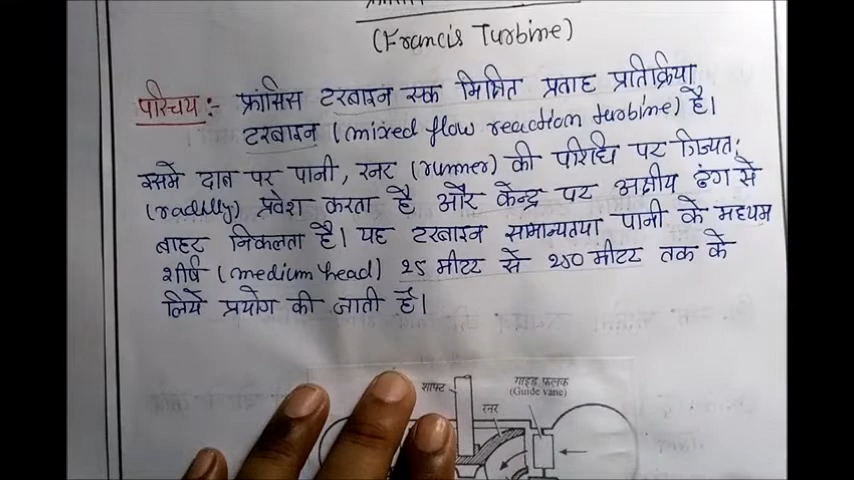 (Francis Turbine)
परिचय :- फ्रांसिस टरबाइन एक मिश्रित प्रवाह प्रतिक्रिया
टरबाइन (mixed flow reaction turbine) है।
इसमें दाब पर पानी, रनर (runner) की परिधि पर त्रिज्यत:
(radilly) प्रवेश करता है और केन्द्र पर अक्षीय ढंग से
बाहर निकलता है। यह टरबाइन सामान्यतया पानी के मध्यम
शीर्ष (medium head) 25 मीटर से 250 मीटर तक के
लिये प्रयोग की जाती है।
शाफ्ट
गाइड फलक
(Guide vane)
रनर